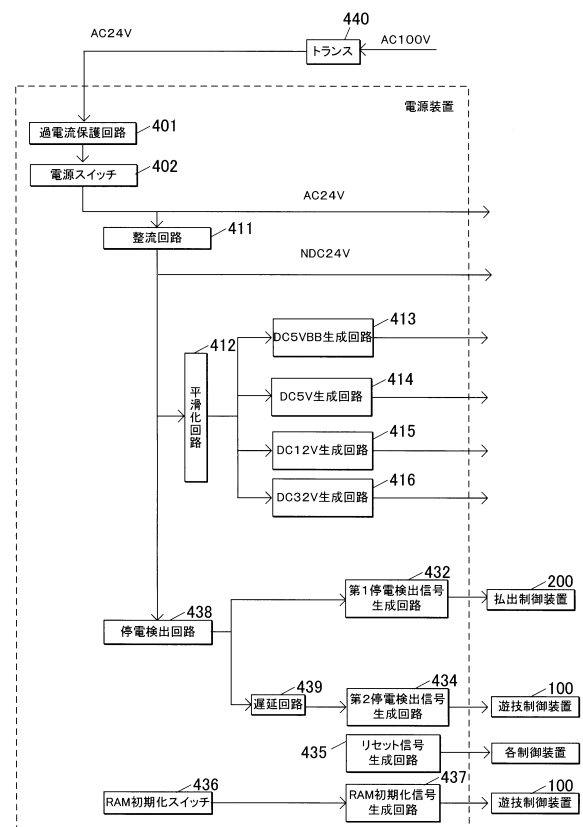 440
AC24V
AC100V
トランス
電源装置
過電流保護回路
401
電源スイッチ
402
AC24V
整流回路
411
NDC24V
412
平滑化回路
413
DC5VBB生成回路
414
DC5V生成回路
415
DC12V生成回路
416
DC32V生成回路
432
第1停電検出信号
生成回路
200
払出制御装置
438
停電検出回路
439
遅延回路
434
第2停電検出信号
生成回路
100
遊技制御装置
435
リセット信号
生成回路
各制御装置
436
RAM初期化スイッチ
437
RAM初期化信号
生成回路
100
遊技制御装置